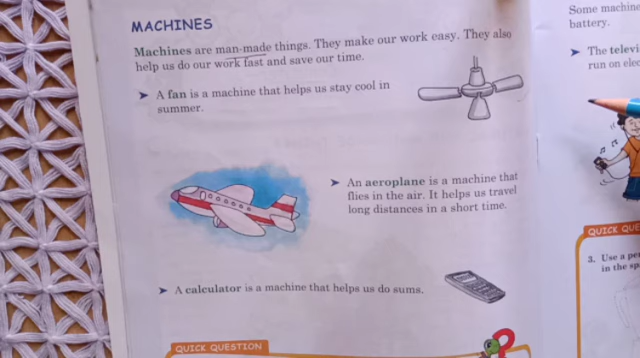 MACHINES
Machines are man-made things. They make our work easy. They also
help us do our work fast and save our time.
➤ A fan is a machine that helps us stay cool in
summer.
➤ An aeroplane is a machine that
flies in the air. It helps us travel
long distances in a short time.
➤ A calculator is a machine that helps us do sums.
QUICK QUESTION
Some machine
battery.
➤ The televi
run on elec
QUICK QUE
3. Use a pe
in the sp